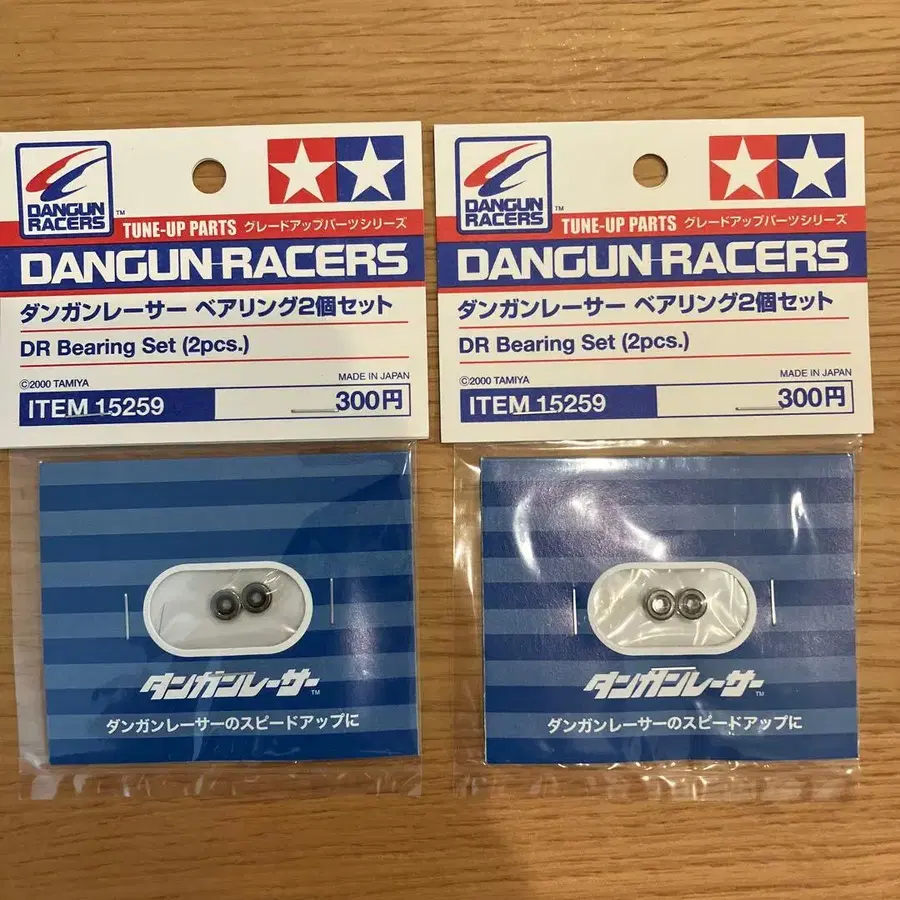 DANGUN
RACERS
TM
TUNE-UP PARTS グレードアップパーツシリーズ
DANGUN RACERS
ダンガンレーサー ベアリング2個セット
DR Bearing Set (2pcs.)
©2000 TAMIYA
MADE IN JAPAN
ITEM 15259
300円
ダンガンレーサー
TM
ダンガンレーサーのスピードアップに
DANGUN
RACERS
TM
TUNE-UP PARTS グレードアップパーツシリーズ
DANGUN RACERS
ダンガンレーサー ベアリング2個セット
DR Bearing Set (2pcs.)
©2000 TAMIYA
MADE IN JAPAN
ITEM 15259
300円
ダンガンレーサー
TM
ダンガンレーサーのスピードアップに